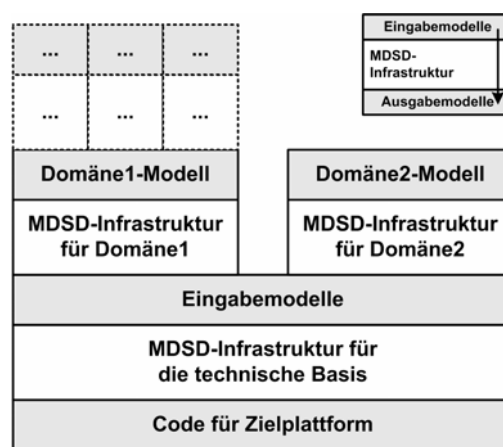 ... ... ...
... ... ...
Eingabemodelle
MDSD-
Infrastruktur
Ausgabemodelle
Domäne1-Modell
Domäne2-Modell
MDSD-Infrastruktur
für Domäne1
MDSD-Infrastruktur
für Domäne2
Eingabemodelle
MDSD-Infrastruktur für
die technische Basis
Code für Zielplattform